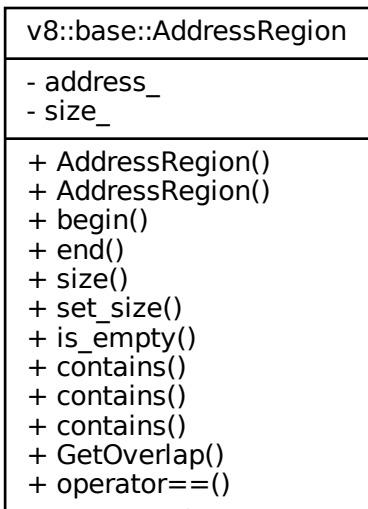 v8::base::AddressRegion
- address_
- size_
+ AddressRegion()
+ AddressRegion()
+ begin()
+ end()
+ size()
+ set_size()
+ is_empty()
+ contains()
+ contains()
+ contains()
+ GetOverlap()
+ operator==()